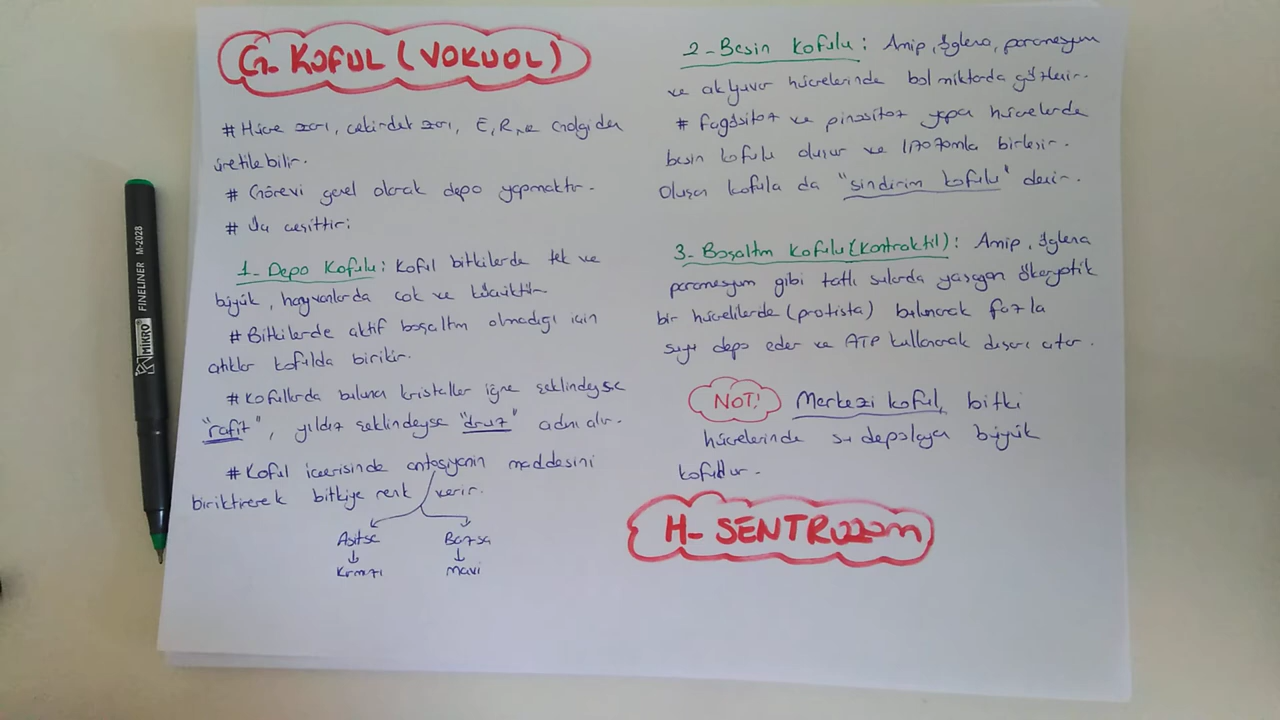 G. KOFUL (VOKUOL)
# Hücre zarı, çekirdek zarı, E,R, ve Golgiden
üretilebilir.
# Görevi genel olarak depo yapmaktır.
# Üç çeşittir:
1- Depo Kofulu: Koful bitkilerde tek ve
büyük, hayvanlarda çok ve küçüktür
# Bitkilerde aktif boşaltım olmadığı için
atıklar kofulda birikir.
# Kofullarda bulunan kristaller iğne şeklindeyse
"rafit", yıldız şeklindeyse "druz" adını alır.
# Koful içerisinde antosiyanin maddesini
biriktirerek bitkiye renk verir.
Asitse Bazsa
↓ ↓
Kırmızı Mavi
2- Besin Kofulu: Amip, öglena, paramesyum
ve akyuvar hücrelerinde bol miktarda gözlenir.
# Fagositoz ve pinositoz yapan hücrelerde
besin kofulu oluşur ve lizozomla birleşir.
Oluşan kofula da "sindirim kofulu" denir.
3- Boşaltım Kofulu (Kontraktil): Amip, öglena
paramesyum gibi tatlı sularda yaşayan ökaryotik
bir hücrelilerde (protista) bulunarak fazla
suyu depo eder ve ATP kullanarak dışarı atar.
NOT! Merkezi koful, bitki
hücrelerinde su depolayan büyük
kofuldur.
H- SENTROZOM
MIKRO FINELINER M-2028